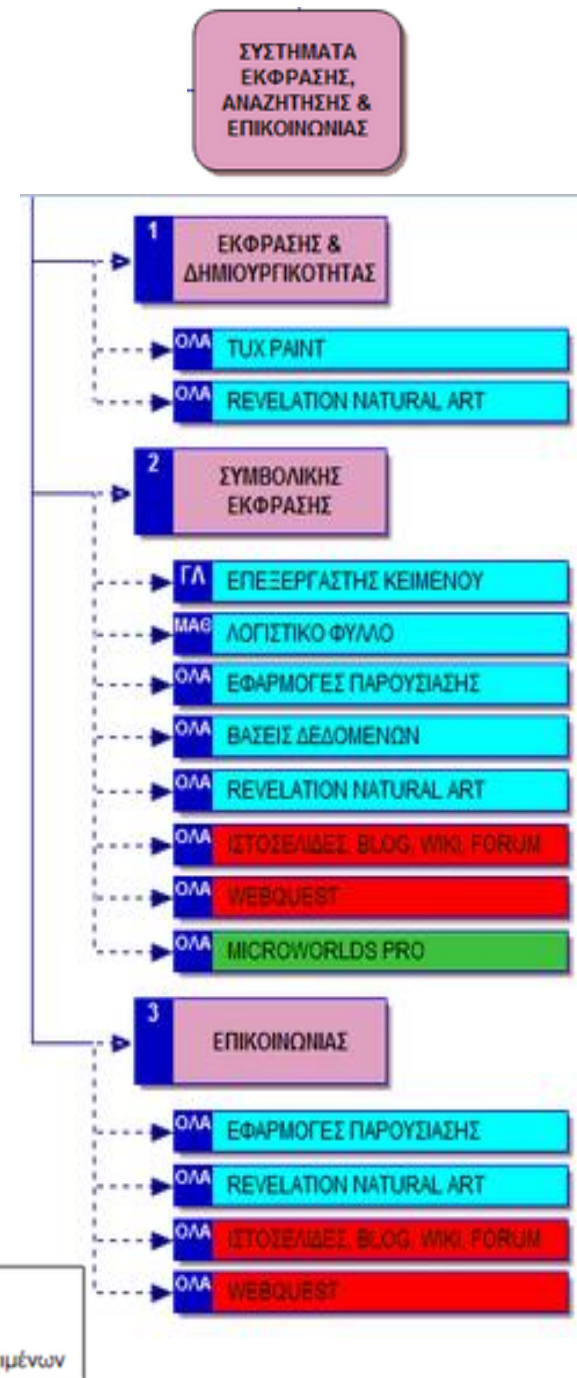 ΣΥΣΤΗΜΑΤΑ
ΕΚΦΡΑΣΗΣ,
ΑΝΑΖΗΤΗΣΗΣ &
ΕΠΙΚΟΙΝΩΝΙΑΣ
1 ΕΚΦΡΑΣΗΣ &
ΔΗΜΙΟΥΡΓΙΚΟΤΗΤΑΣ
ΟΛΑ TUX PAINT
ΟΛΑ REVELATION NATURAL ART
2 ΣΥΜΒΟΛΙΚΗΣ
ΕΚΦΡΑΣΗΣ
ΓΛ ΕΠΕΞΕΡΓΑΣΤΗΣ ΚΕΙΜΕΝΟΥ
ΜΑΘ ΛΟΓΙΣΤΙΚΟ ΦΥΛΛΟ
ΟΛΑ ΕΦΑΡΜΟΓΕΣ ΠΑΡΟΥΣΙΑΣΗΣ
ΟΛΑ ΒΑΣΕΙΣ ΔΕΔΟΜΕΝΩΝ
ΟΛΑ REVELATION NATURAL ART
ΟΛΑ ΙΣΤΟΣΕΛΙΔΕΣ, BLOG, WIKI, FORUM
ΟΛΑ WEBQUEST
ΟΛΑ MICROWORLDS PRO
3 ΕΠΙΚΟΙΝΩΝΙΑΣ
ΟΛΑ ΕΦΑΡΜΟΓΕΣ ΠΑΡΟΥΣΙΑΣΗΣ
ΟΛΑ REVELATION NATURAL ART
ΟΛΑ ΙΣΤΟΣΕΛΙΔΕΣ, BLOG, WIKI, FORUM
ΟΛΑ WEBQUEST